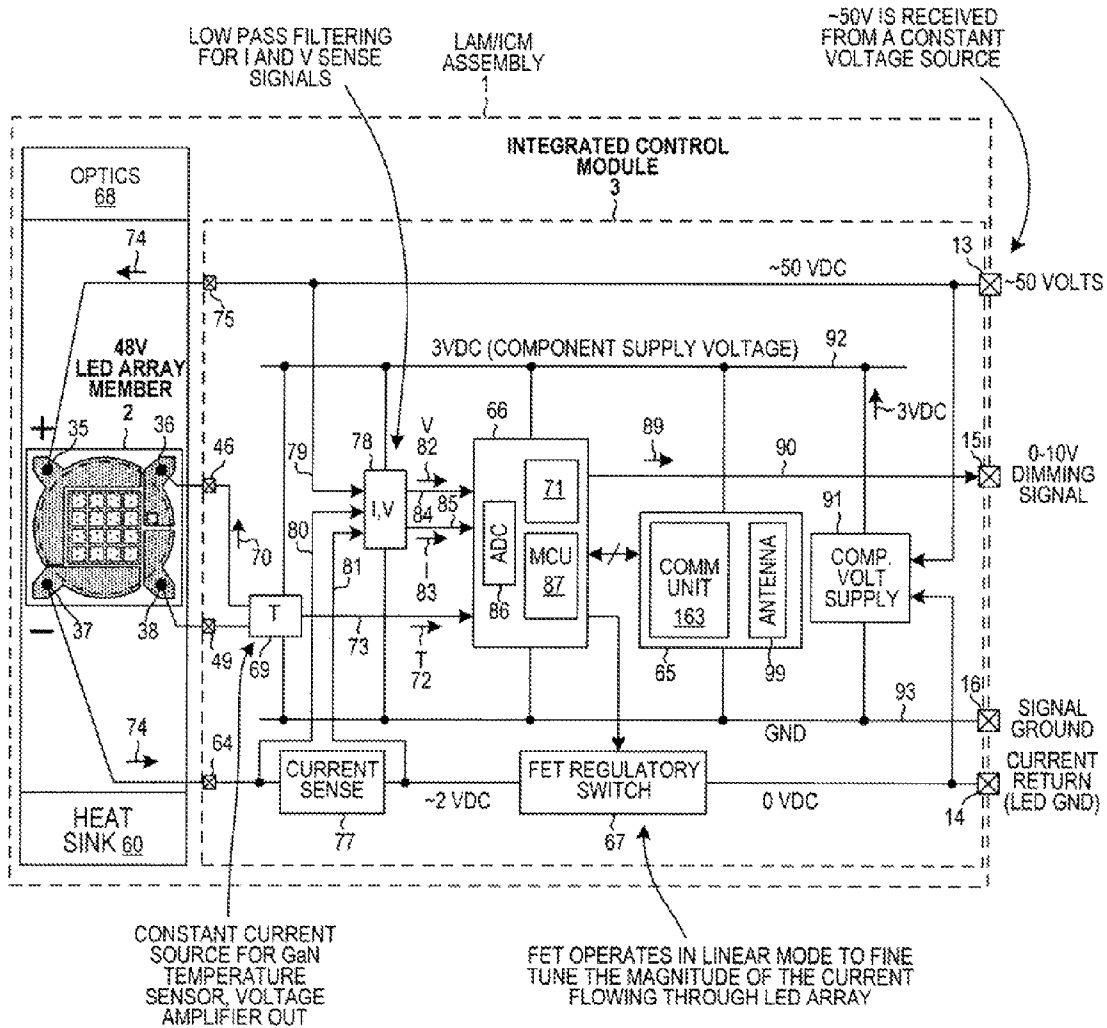 LOW PASS FILTERING
FOR I AND V SENSE
SIGNALS
LAM/ICM
ASSEMBLY
1
~50V IS RECEIVED
FROM A CONSTANT
VOLTAGE SOURCE
INTEGRATED CONTROL
MODULE
3
OPTICS
68
74
75
~50 VDC
13
~50 VOLTS
48V
LED ARRAY
MEMBER
2
3VDC (COMPONENT SUPPLY VOLTAGE)
92
3VDC
+
35
36
46
79
78
V
82
66
89
90
15
0-10V
DIMMING
SIGNAL
I,V
84
85
71
ADC
86
MCU
87
COMM
UNIT
163
ANTENNA
91
COMP.
VOLT.
SUPPLY
80
81
83
70
–
37
38
49
T
69
73
T
72
65
99
16
SIGNAL
GROUND
93
GND
74
64
CURRENT
SENSE
77
~2 VDC
FET REGULATORY
SWITCH
67
0 VDC
14
CURRENT
RETURN
(LED GND)
HEAT
SINK 60
CONSTANT CURRENT
SOURCE FOR GaN
TEMPERATURE
SENSOR, VOLTAGE
AMPLIFIER OUT
FET OPERATES IN LINEAR MODE TO FINE
TUNE THE MAGNITUDE OF THE CURRENT
FLOWING THROUGH LED ARRAY